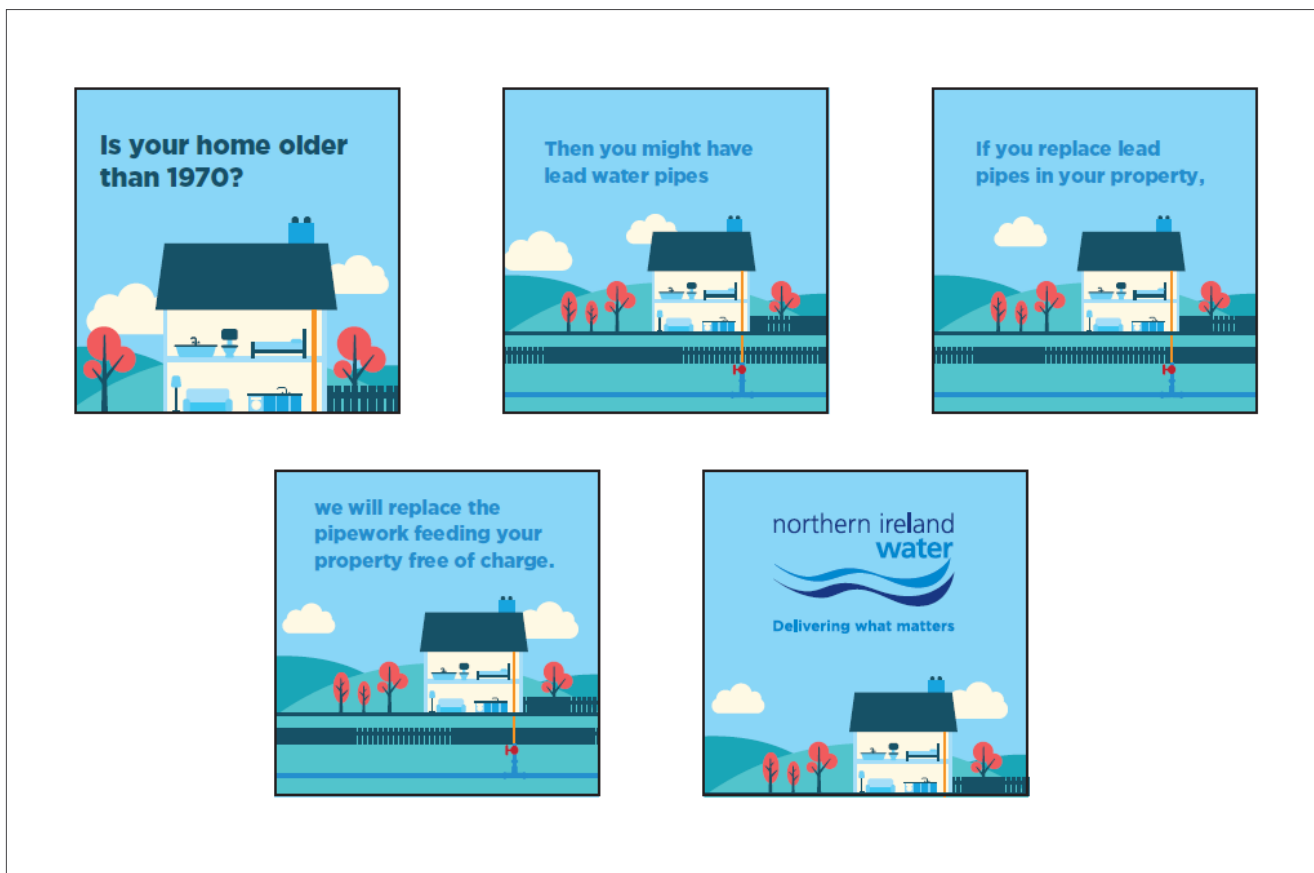 Is your home older
than 1970?
Then you might have
lead water pipes
If you replace lead
pipes in your property,
we will replace the
pipework feeding your
property free of charge.
northern ireland
water
Delivering what matters